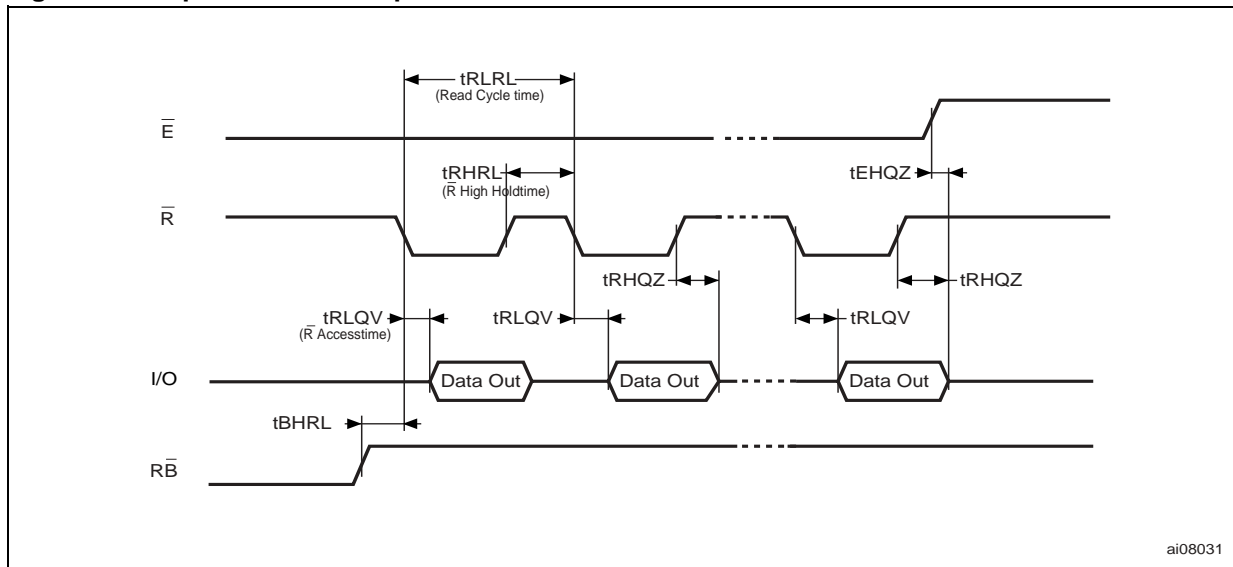 tRLRL
(Read Cycle time)
E̅
tRHRL
(R̅ High Holdtime)
tEHQZ
R̅
tRHQZ
tRHQZ
tRLQV
(R̅ Accesstime)
tRLQV
tRLQV
I/O
Data Out
Data Out
Data Out
tBHRL
RB̅
ai08031